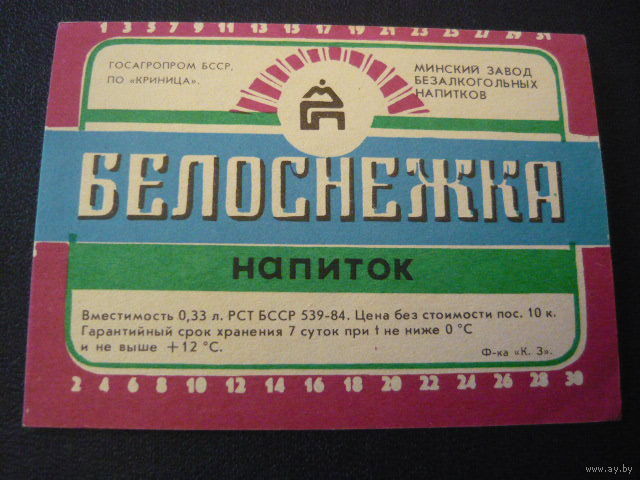 1 3 5 7 9 11 13 15 17 19 21 23 25 27 29 31
ГОСАГРОПРОМ БССР,
ПО «КРИНИЦА».
МИНСКИЙ ЗАВОД
БЕЗАЛКОГОЛЬНЫХ
НАПИТКОВ
БЕЛОСНЕЖКА
напиток
Вместимость 0,33 л. РСТ БССР 539-84. Цена без стоимости пос. 10 к.
Гарантийный срок хранения 7 суток при t не ниже 0 °C
и не выше +12 °C.
Ф-ка «К. З».
2 4 6 8 10 12 14 16 18 20 22 24 26 28 30
www.ay.by